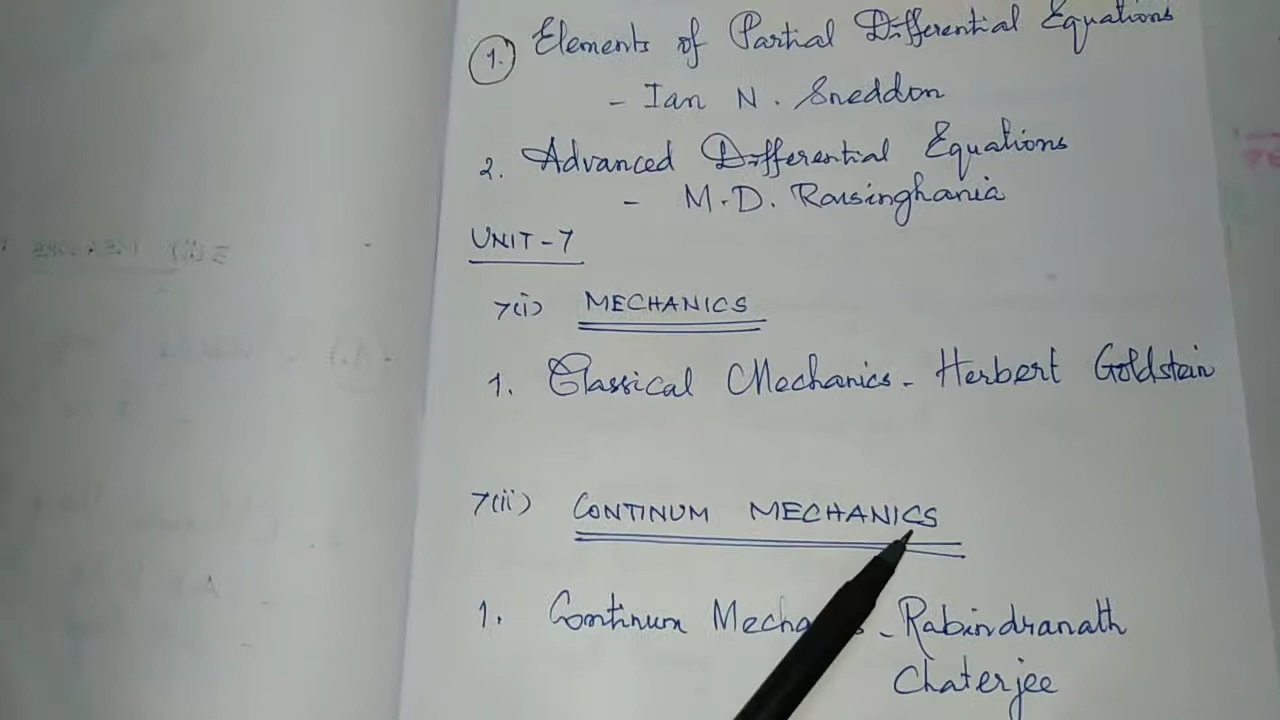 1. Elements of Partial Differential Equations
- Ian N. Sneddon
2. Advanced Differential Equations
- M.D. Raisinghania
UNIT-7
7(i) MECHANICS
1. Classical Mechanics - Herbert Goldstein
7(ii) CONTINUM MECHANICS
1. Continum - Rabindranath
Chaterjee